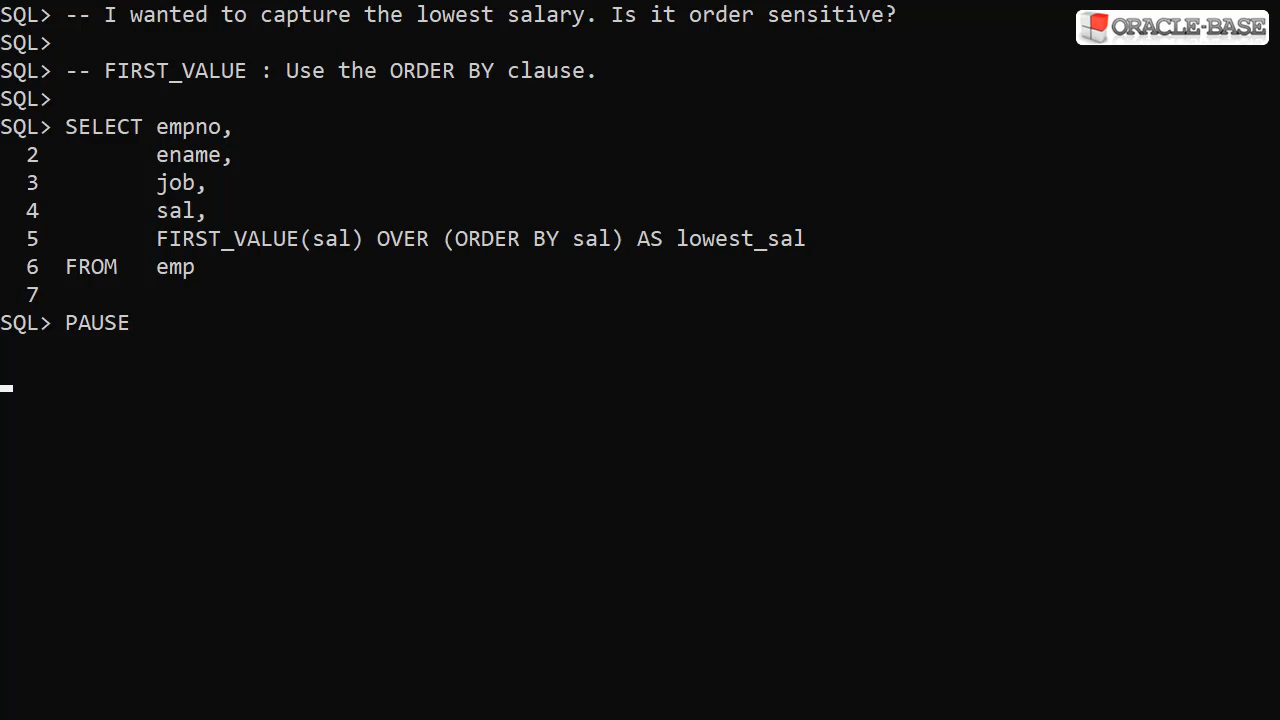 SQL> -- I wanted to capture the lowest salary. Is it order sensitive?
ORACLE-BASE
SQL>
SQL> -- FIRST_VALUE : Use the ORDER BY clause.
SQL>
SQL> SELECT empno,
  2         ename,
  3         job,
  4         sal,
  5         FIRST_VALUE(sal) OVER (ORDER BY sal) AS lowest_sal
  6  FROM   emp
  7
SQL> PAUSE